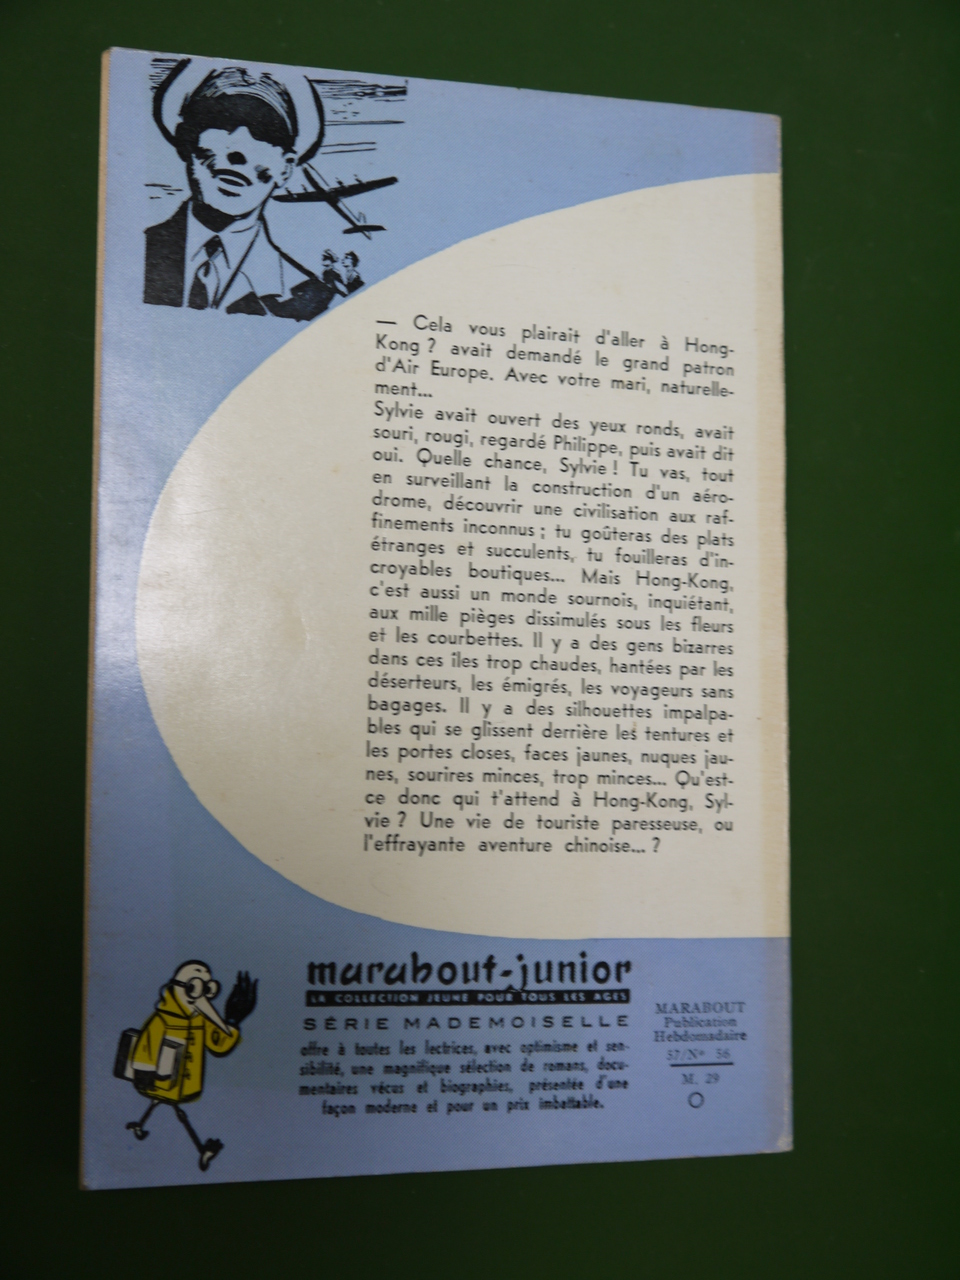 — Cela vous plairait d'aller à Hong-
Kong ? avait demandé le grand patron
d'Air Europe. Avec votre mari, naturelle-
ment...
Sylvie avait ouvert des yeux ronds, avait
souri, rougi, regardé Philippe, puis avait dit
oui. Quelle chance, Sylvie ! Tu vas, tout
en surveillant la construction d'un aéro-
drome, découvrir une civilisation aux raf-
finements inconnus ; tu goûteras des plats
étranges et succulents, tu fouilleras d'in-
croyables boutiques... Mais Hong-Kong,
c'est aussi un monde sournois, inquiétant,
aux mille pièges dissimulés sous les fleurs
et les courbettes. Il y a des gens bizarres
dans ces îles trop chaudes, hantées par les
déserteurs, les émigrés, les voyageurs sans
bagages. Il y a des silhouettes impalpa-
bles qui se glissent derrière les tentures et
les portes closes, faces jaunes, nuques jau-
nes, sourires minces, trop minces... Qu'est-
ce donc qui t'attend à Hong-Kong, Syl-
vie ? Une vie de touriste paresseuse, ou
l'effrayante aventure chinoise... ?
marabout-junior
LA COLLECTION JEUNE POUR TOUS LES AGES
SÉRIE MADEMOISELLE
offre à toutes les lectrices, avec optimisme et sen-
sibilité, une magnifique sélection de romans, docu-
mentaires vécus et biographies, présentée d'une
façon moderne et pour un prix imbattable.
MARABOUT
Publication
Hebdomadaire
57/N° 56
M. 29